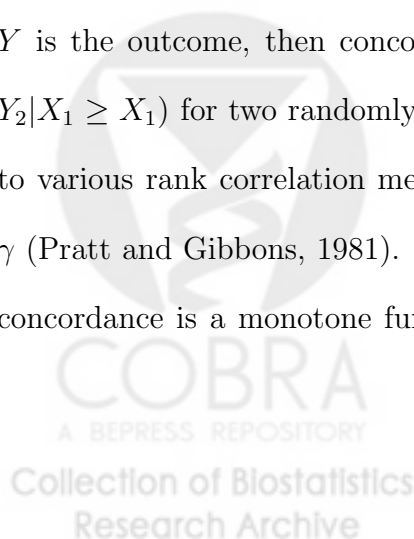 Y is the outcome, then conco
Y₂|X₁ ≥ X₁) for two randomly
to various rank correlation me
γ (Pratt and Gibbons, 1981).
concordance is a monotone fu
COBRA
A BEPRESS REPOSITORY
Collection of Biostatistics
Research Archive